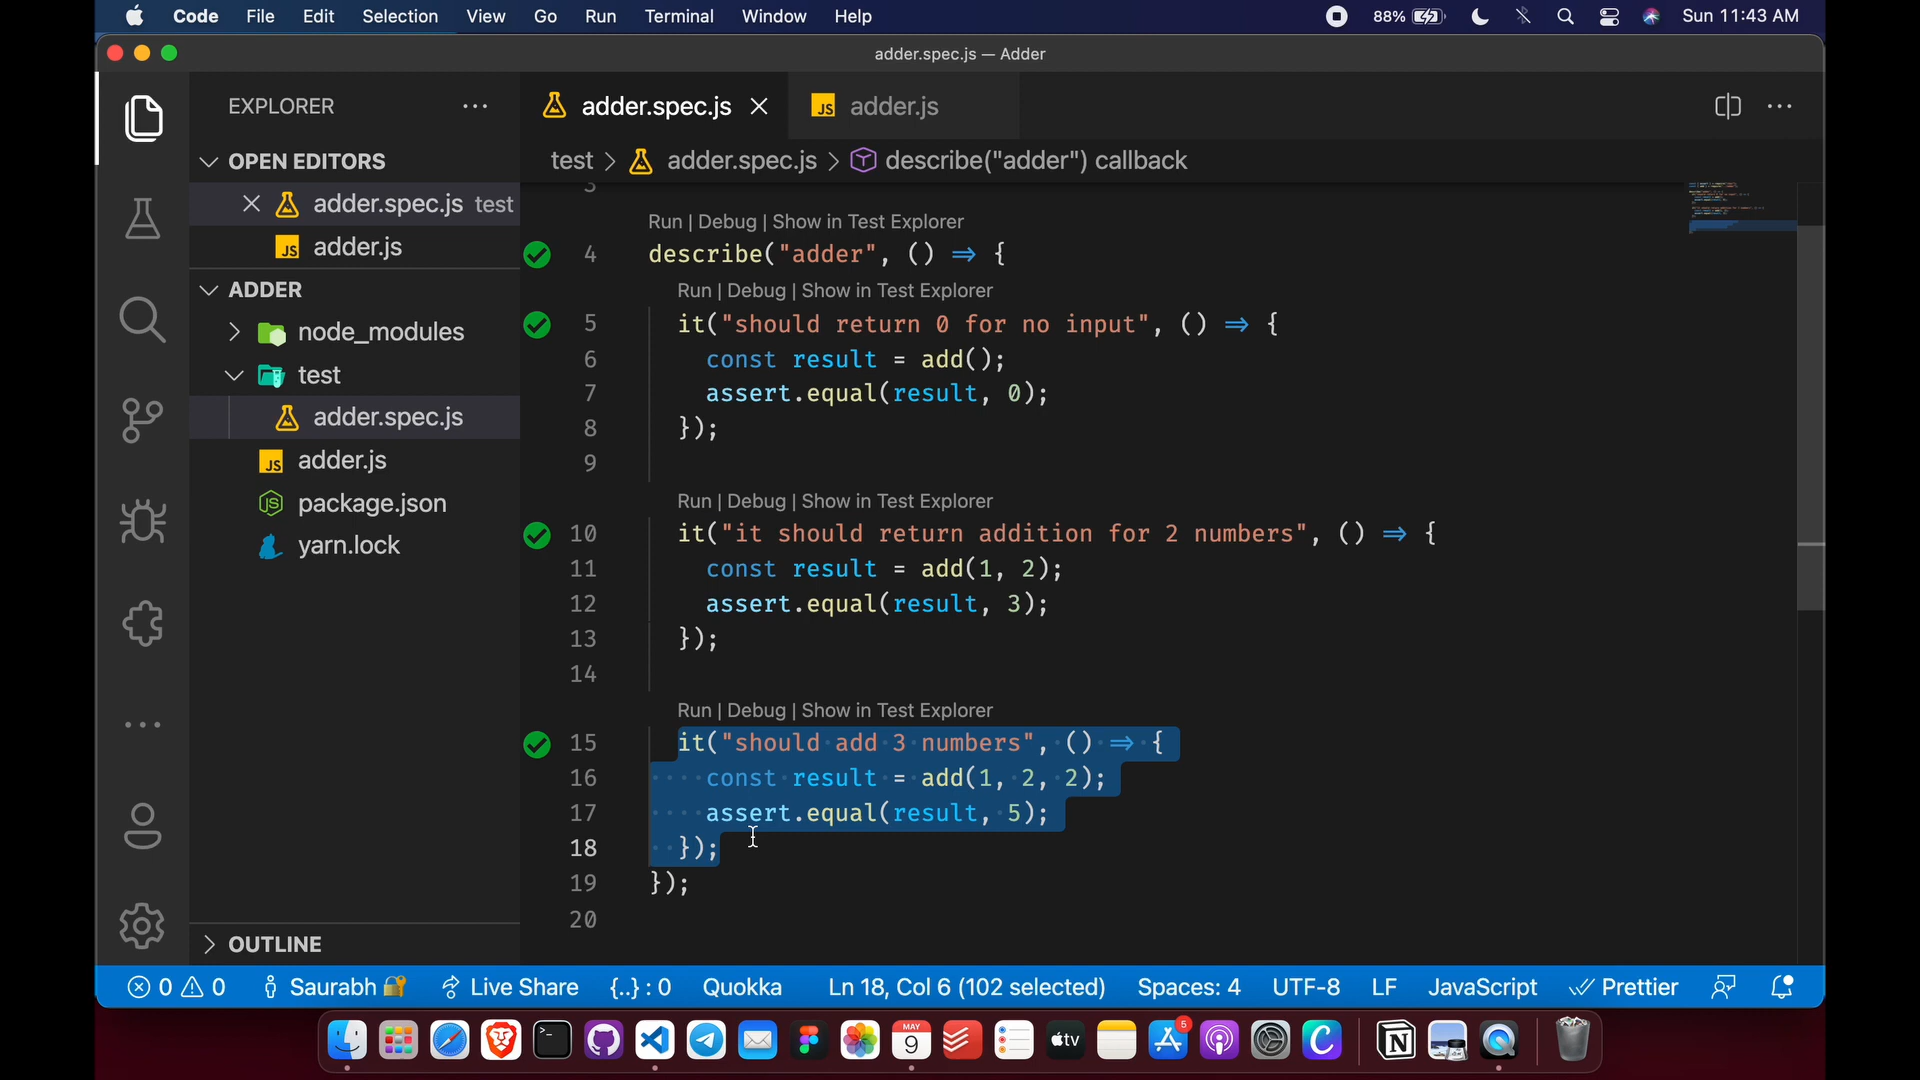 Code File Edit Selection View Go Run Terminal Window Help 88% Sun 11:43 AM
adder.spec.js — Adder
EXPLORER
OPEN EDITORS
adder.spec.js test
JS adder.js
ADDER
node_modules
test
adder.spec.js
JS adder.js
package.json
yarn.lock
OUTLINE
adder.spec.js
JS adder.js
test > adder.spec.js > describe("adder") callback
3
Run | Debug | Show in Test Explorer
4 describe("adder", () ⇒ {
Run | Debug | Show in Test Explorer
5 it("should return 0 for no input", () ⇒ {
6 const result = add();
7 assert.equal(result, 0);
8 });
9
Run | Debug | Show in Test Explorer
10 it("it should return addition for 2 numbers", () ⇒ {
11 const result = add(1, 2);
12 assert.equal(result, 3);
13 });
14
Run | Debug | Show in Test Explorer
15 it("should add 3 numbers", () ⇒ {
16 const result = add(1, 2, 2);
17 assert.equal(result, 5);
18 });
19 });
20
0 0 Saurabh Live Share {..} : 0 Quokka Ln 18, Col 6 (102 selected) Spaces: 4 UTF-8 LF JavaScript Prettier
MAY 9 tv 5